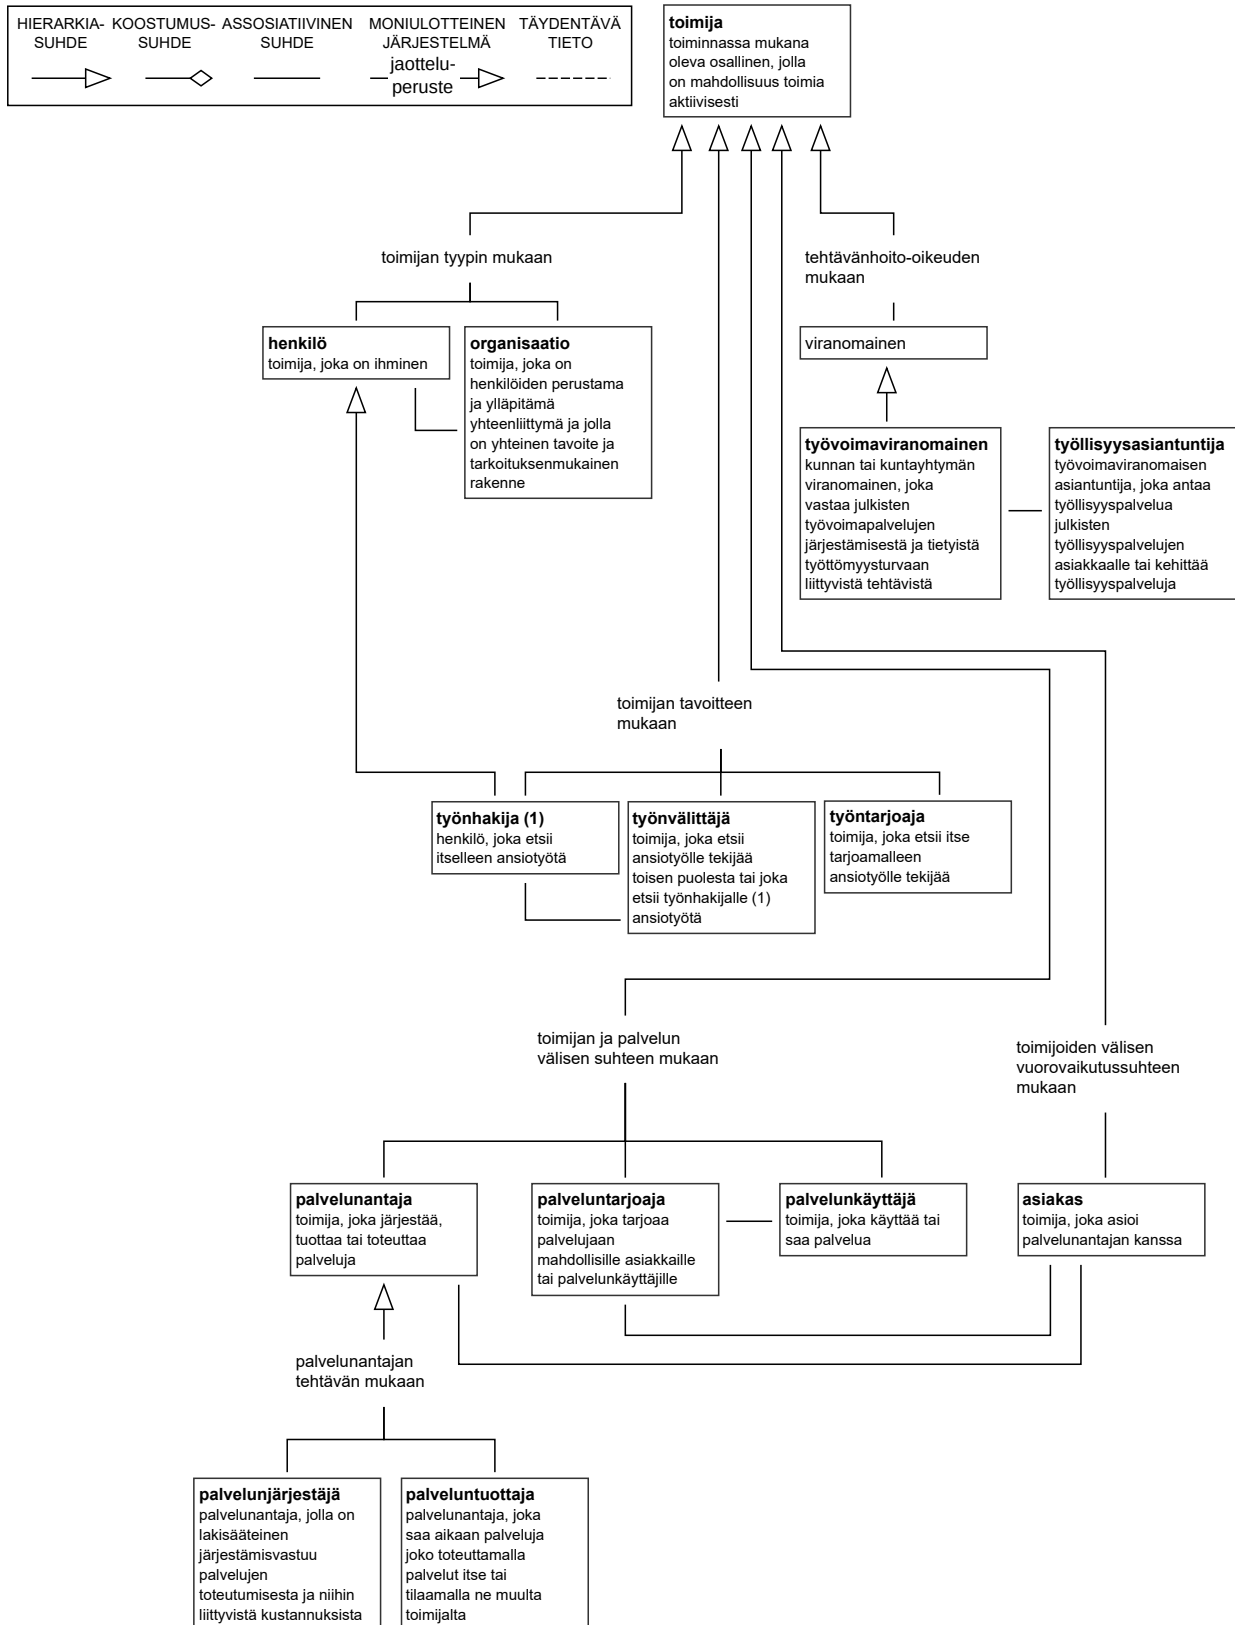 HIERARKIA-
SUHDE
KOOSTUMUS-
SUHDE
ASSOSIATIIVINEN
SUHDE
MONIULOTTEINEN
JÄRJESTELMÄ
jaottelu-
peruste
TÄYDENTÄVÄ
TIETO
toimija
toiminnassa mukana
oleva osallinen, jolla
on mahdollisuus toimia
aktiivisesti
toimijan tyypin mukaan
tehtävänhoito-oikeuden
mukaan
henkilö
toimija, joka on ihminen
organisaatio
toimija, joka on
henkilöiden perustama
ja ylläpitämä
yhteenliittymä ja jolla
on yhteinen tavoite ja
tarkoituksenmukainen
rakenne
viranomainen
työvoimaviranomainen
kunnan tai kuntayhtymän
viranomainen, joka
vastaa julkisten
työvoimapalvelujen
järjestämisestä ja tietyistä
työttömyysturvaan
liittyvistä tehtävistä
työllisyysasiantuntija
työvoimaviranomaisen
asiantuntija, joka antaa
työllisyyspalvelua
julkisten
työllisyyspalvelujen
asiakkaalle tai kehittää
työllisyyspalveluja
toimijan tavoitteen
mukaan
työnhakija (1)
henkilö, joka etsii
itselleen ansiotyötä
työnvälittäjä
toimija, joka etsii
ansiotyölle tekijää
toisen puolesta tai joka
etsii työnhakijalle (1)
ansiotyötä
työntarjoaja
toimija, joka etsii itse
tarjoamalleen
ansiotyölle tekijää
toimijan ja palvelun
välisen suhteen mukaan
toimijoiden välisen
vuorovaikutussuhteen
mukaan
palvelunantaja
toimija, joka järjestää,
tuottaa tai toteuttaa
palveluja
palveluntarjoaja
toimija, joka tarjoaa
palvelujaan
mahdollisille asiakkaille
tai palvelunkäyttäjille
palvelunkäyttäjä
toimija, joka käyttää tai
saa palvelua
asiakas
toimija, joka asioi
palvelunantajan kanssa
palvelunantajan
tehtävän mukaan
palvelunjärjestäjä
palvelunantaja, jolla on
lakisääteinen
järjestämisvastuu
palvelujen
toteutumisesta ja niihin
liittyvistä kustannuksista
palveluntuottaja
palvelunantaja, joka
saa aikaan palveluja
joko toteuttamalla
palvelut itse tai
tilaamalla ne muulta
toimijalta